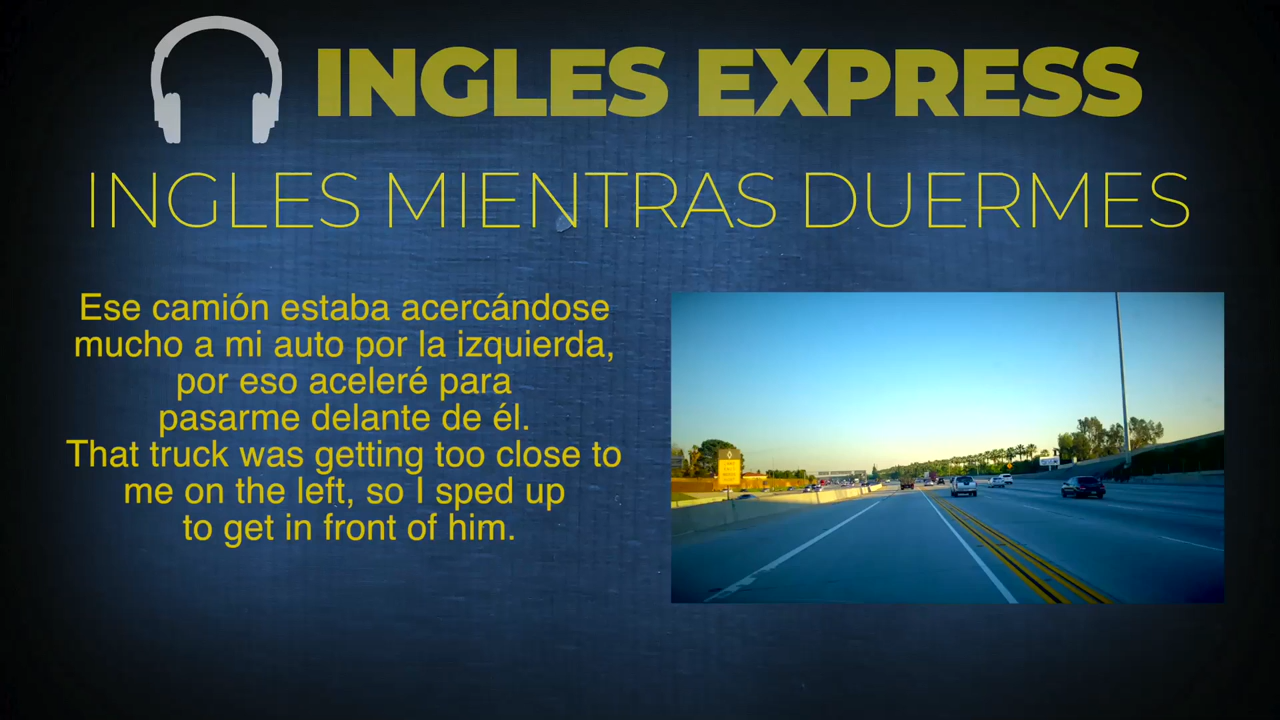 INGLES EXPRESS
INGLES MIENTRAS DUERMES
Ese camión estaba acercándose
mucho a mi auto por la izquierda,
por eso aceleré para
pasarme delante de él.
That truck was getting too close to
me on the left, so I sped up
to get in front of him.